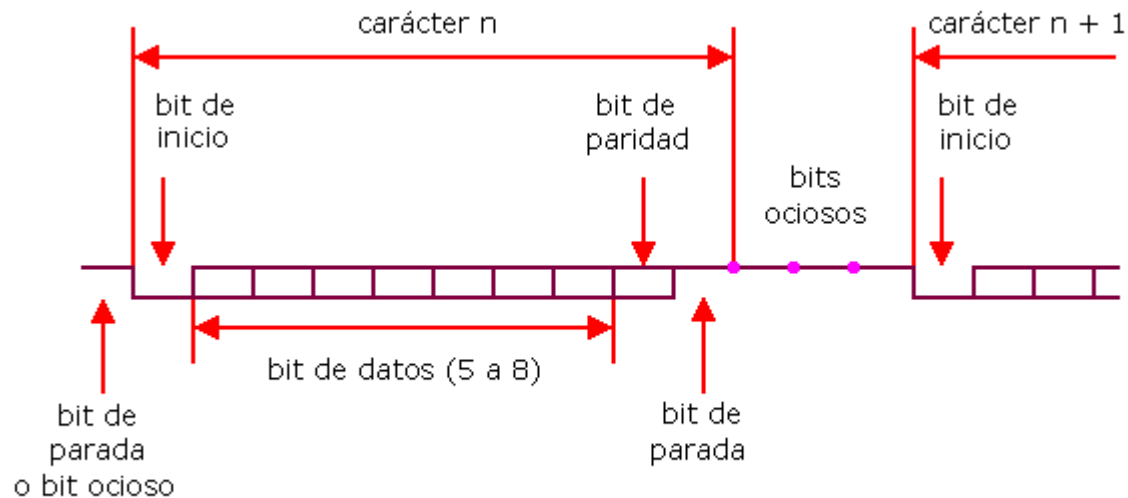 carácter n
carácter n + 1
bit de
inicio
bit de
paridad
bit de
inicio
bits
ociosos
bit de datos (5 a 8)
bit de
parada
o bit ocioso
bit de
parada